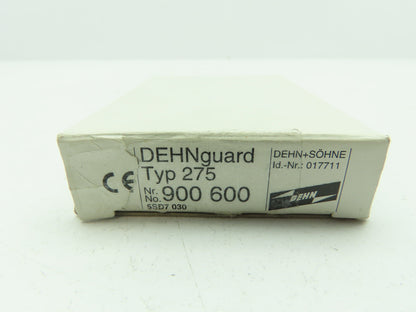 CE
DEHNguard
Typ 275
Nr.
No. 900 600
5SD7 030
DEHN+SÖHNE
Id.-Nr.: 017711
DEHN